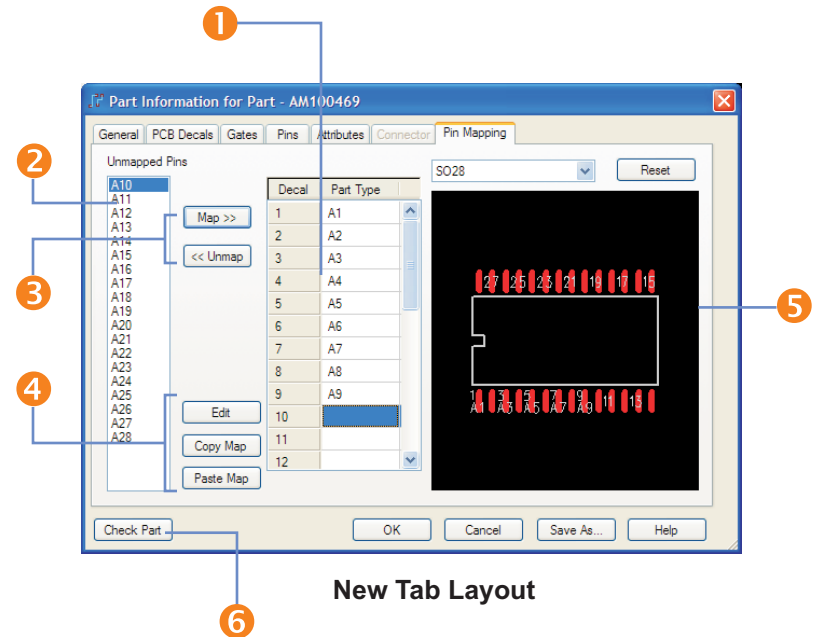 1
Part Information for Part - AM100469
General PCB Decals Gates Pins Attributes Connector Pin Mapping
2
Unmapped Pins
SO28 Reset
A10
A11
A12
A13
A14
A15
A16
A17
A18
A19
A20
A21
A22
A23
A24
A25
A26
A27
A28
3
Map >>
<< Unmap
4
Edit
Copy Map
Paste Map
Decal Part Type
1 A1
2 A2
3 A3
4 A4
5 A5
6 A6
7 A7
8 A8
9 A9
10
11
12
27 25 23 21 19 17 15
1 3 5 7 9 11 13
A1 A3 A5 A7 A9
5
Check Part OK Cancel Save As... Help
New Tab Layout
6